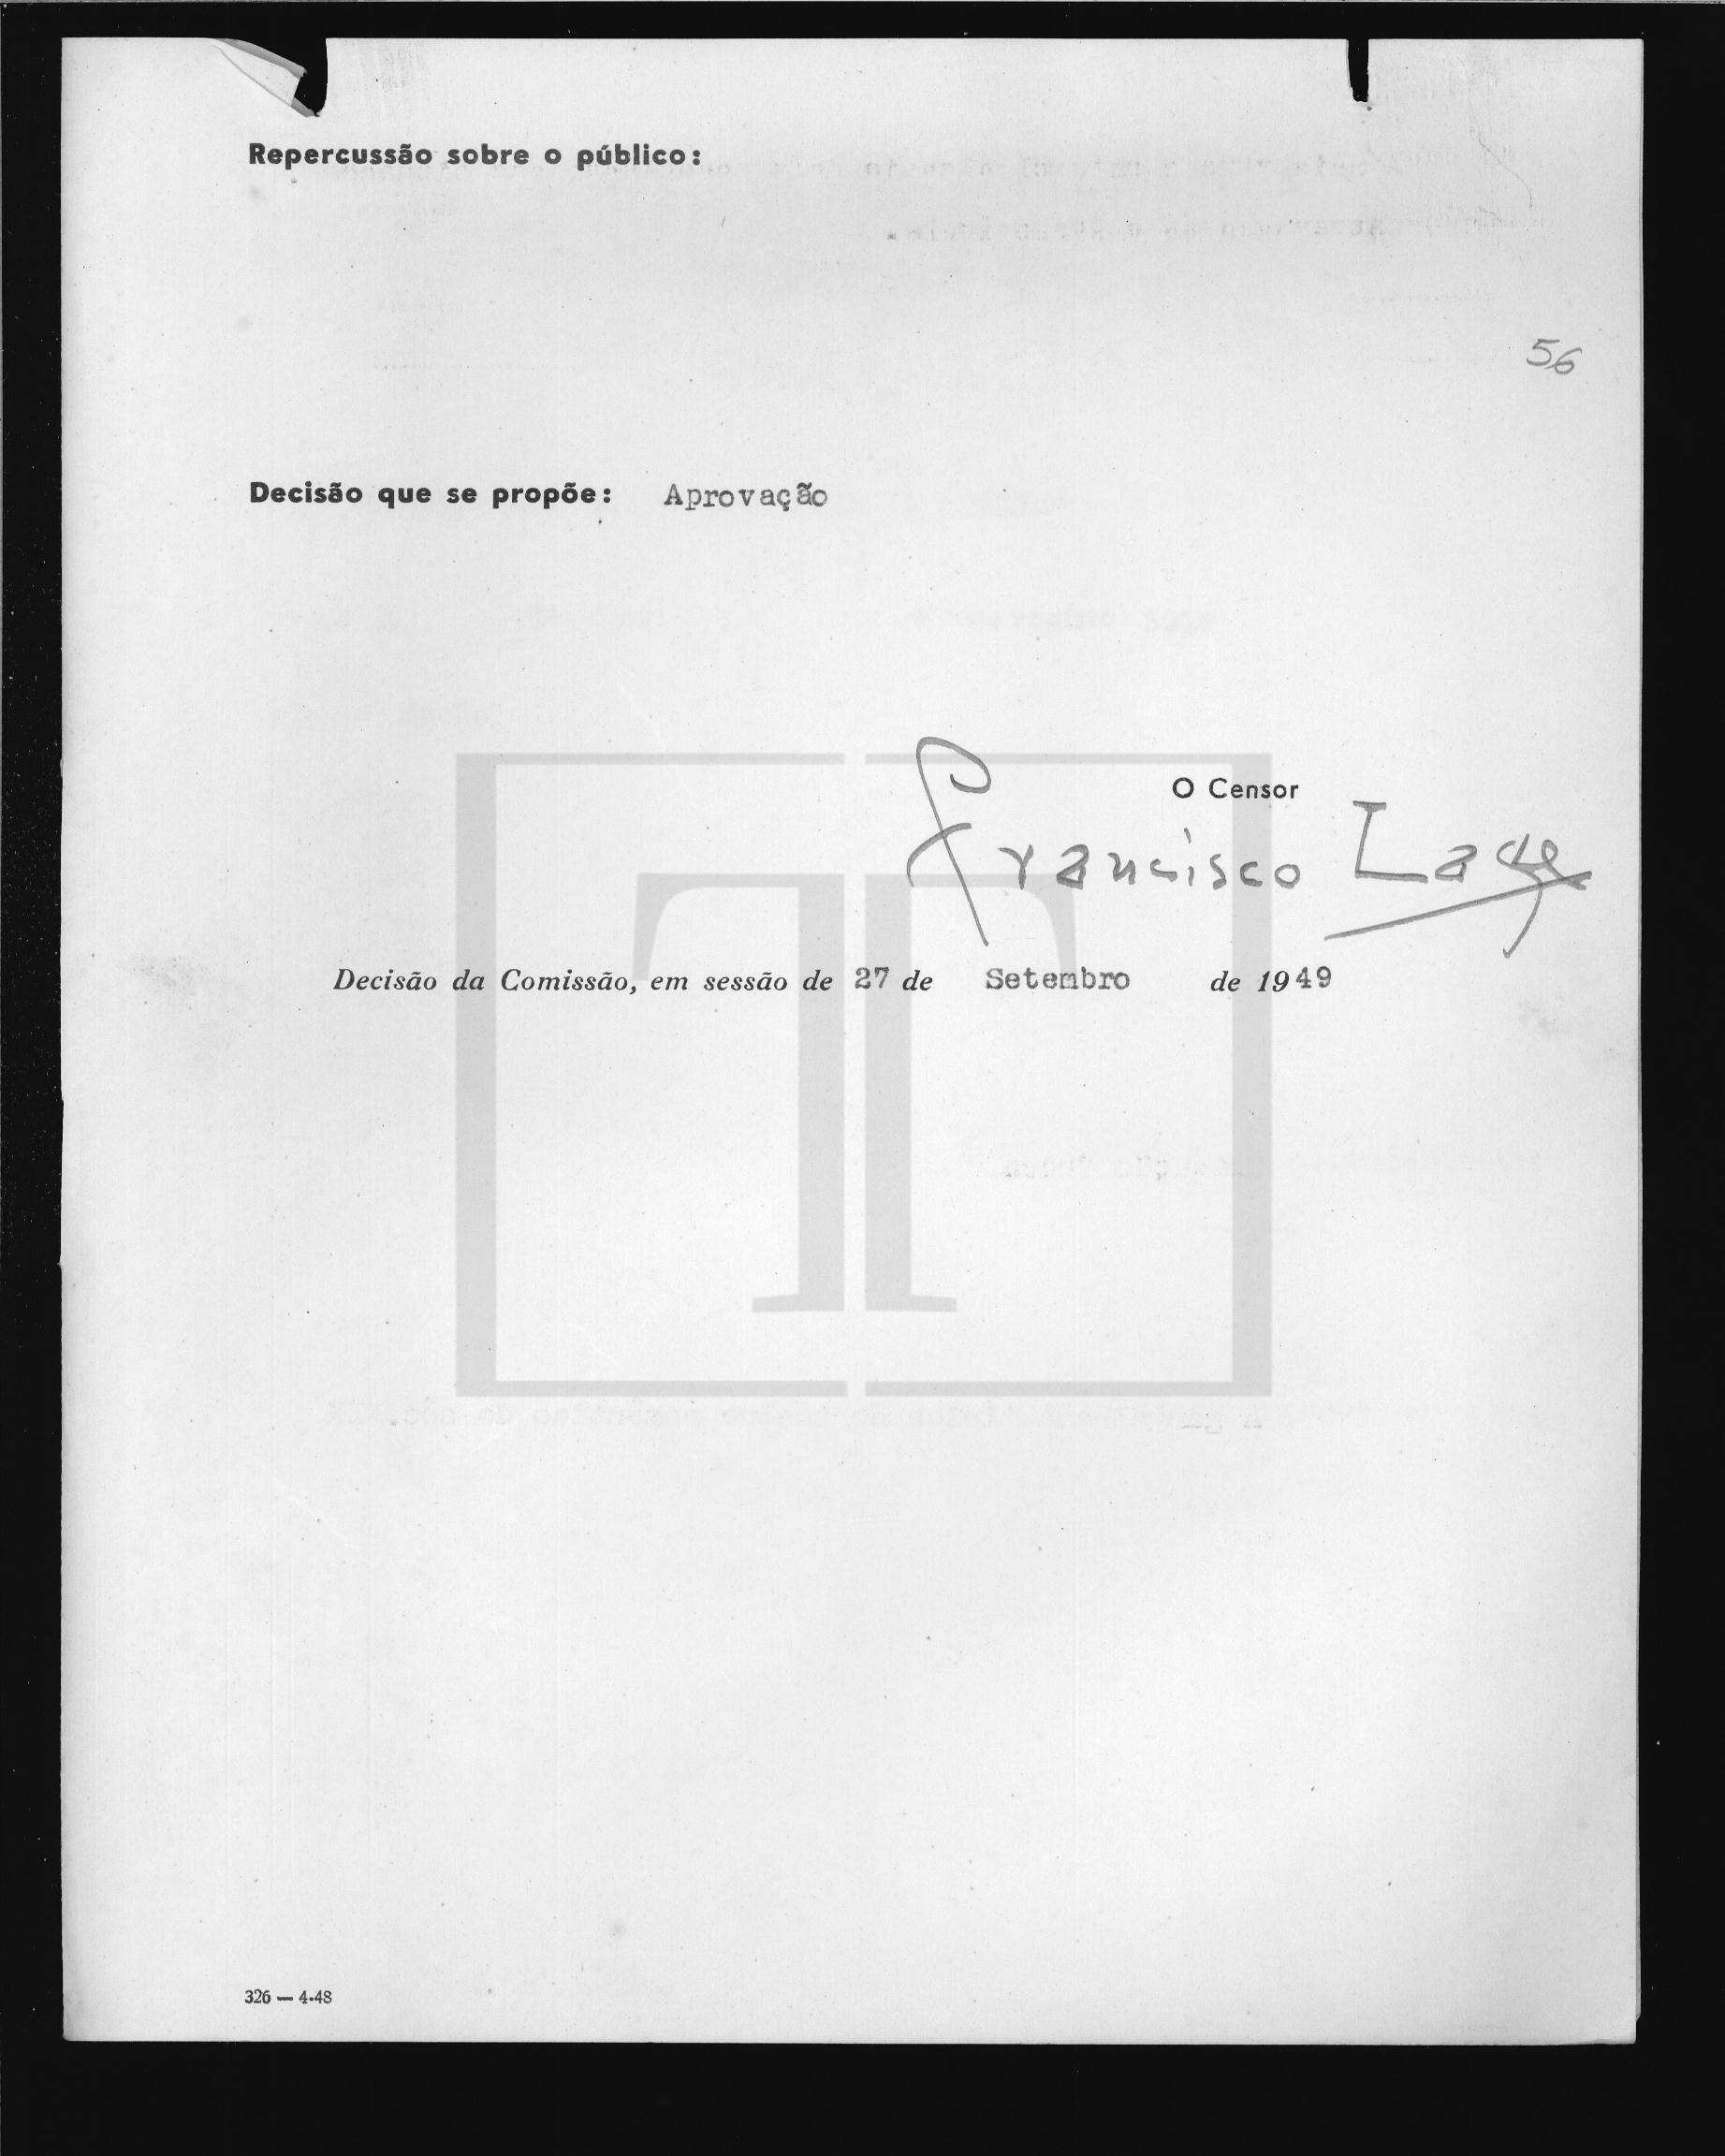 Repercussão sobre o público:
56
Decisão que se propõe: Aprovação
O Censor
Francisco Lage
Decisão da Comissão, em sessão de 27 de Setembro de 1949
326 — 4-48